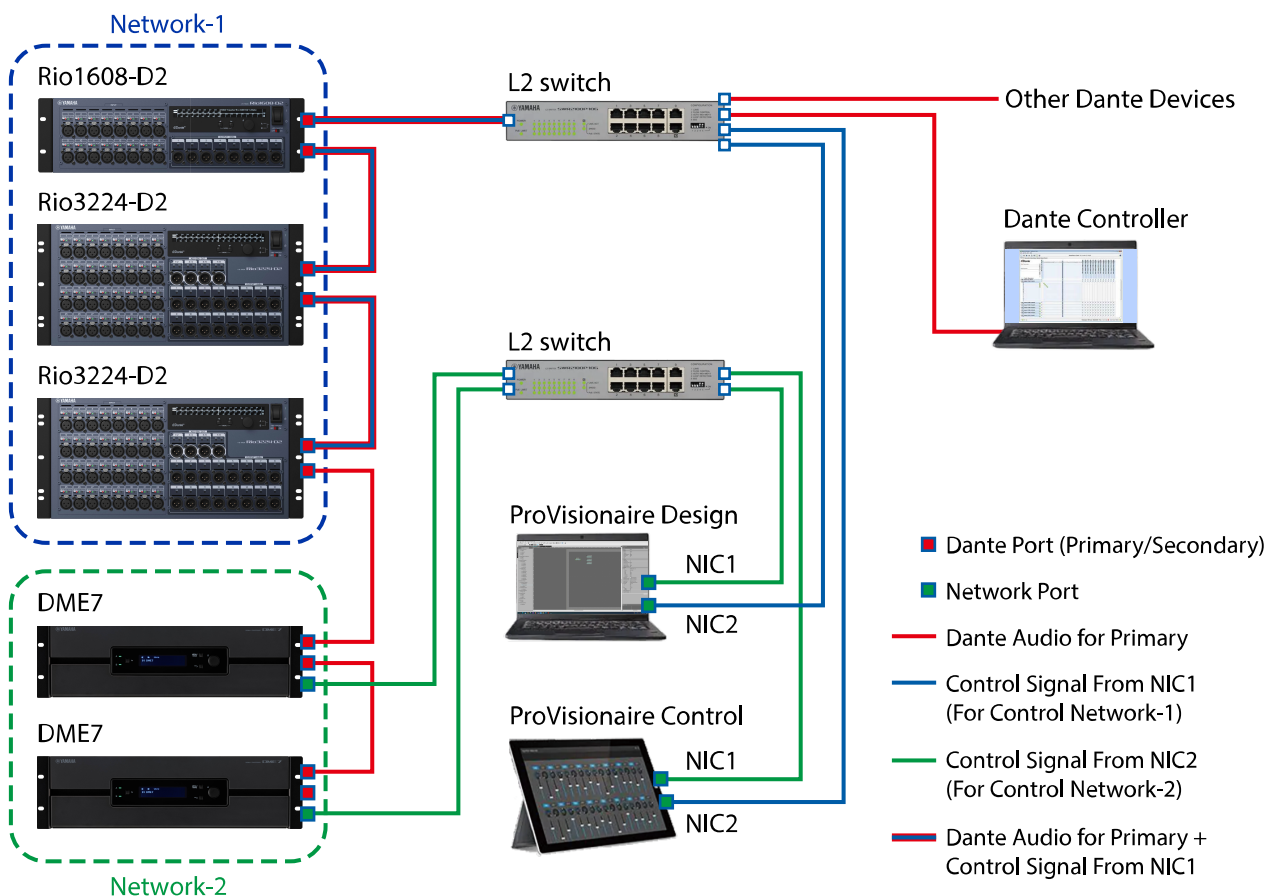 Network-1
Rio1608-D2
Rio3224-D2
Rio3224-D2
DME7
DME7
Network-2
L2 switch
YAMAHA
L2 switch
YAMAHA
Other Dante Devices
Dante Controller
ProVisionaire Design
NIC1
NIC2
ProVisionaire Control
NIC1
NIC2
Dante Port (Primary/Secondary)
Network Port
Dante Audio for Primary
Control Signal From NIC1
(For Control Network-1)
Control Signal From NIC2
(For Control Network-2)
Dante Audio for Primary +
Control Signal From NIC1